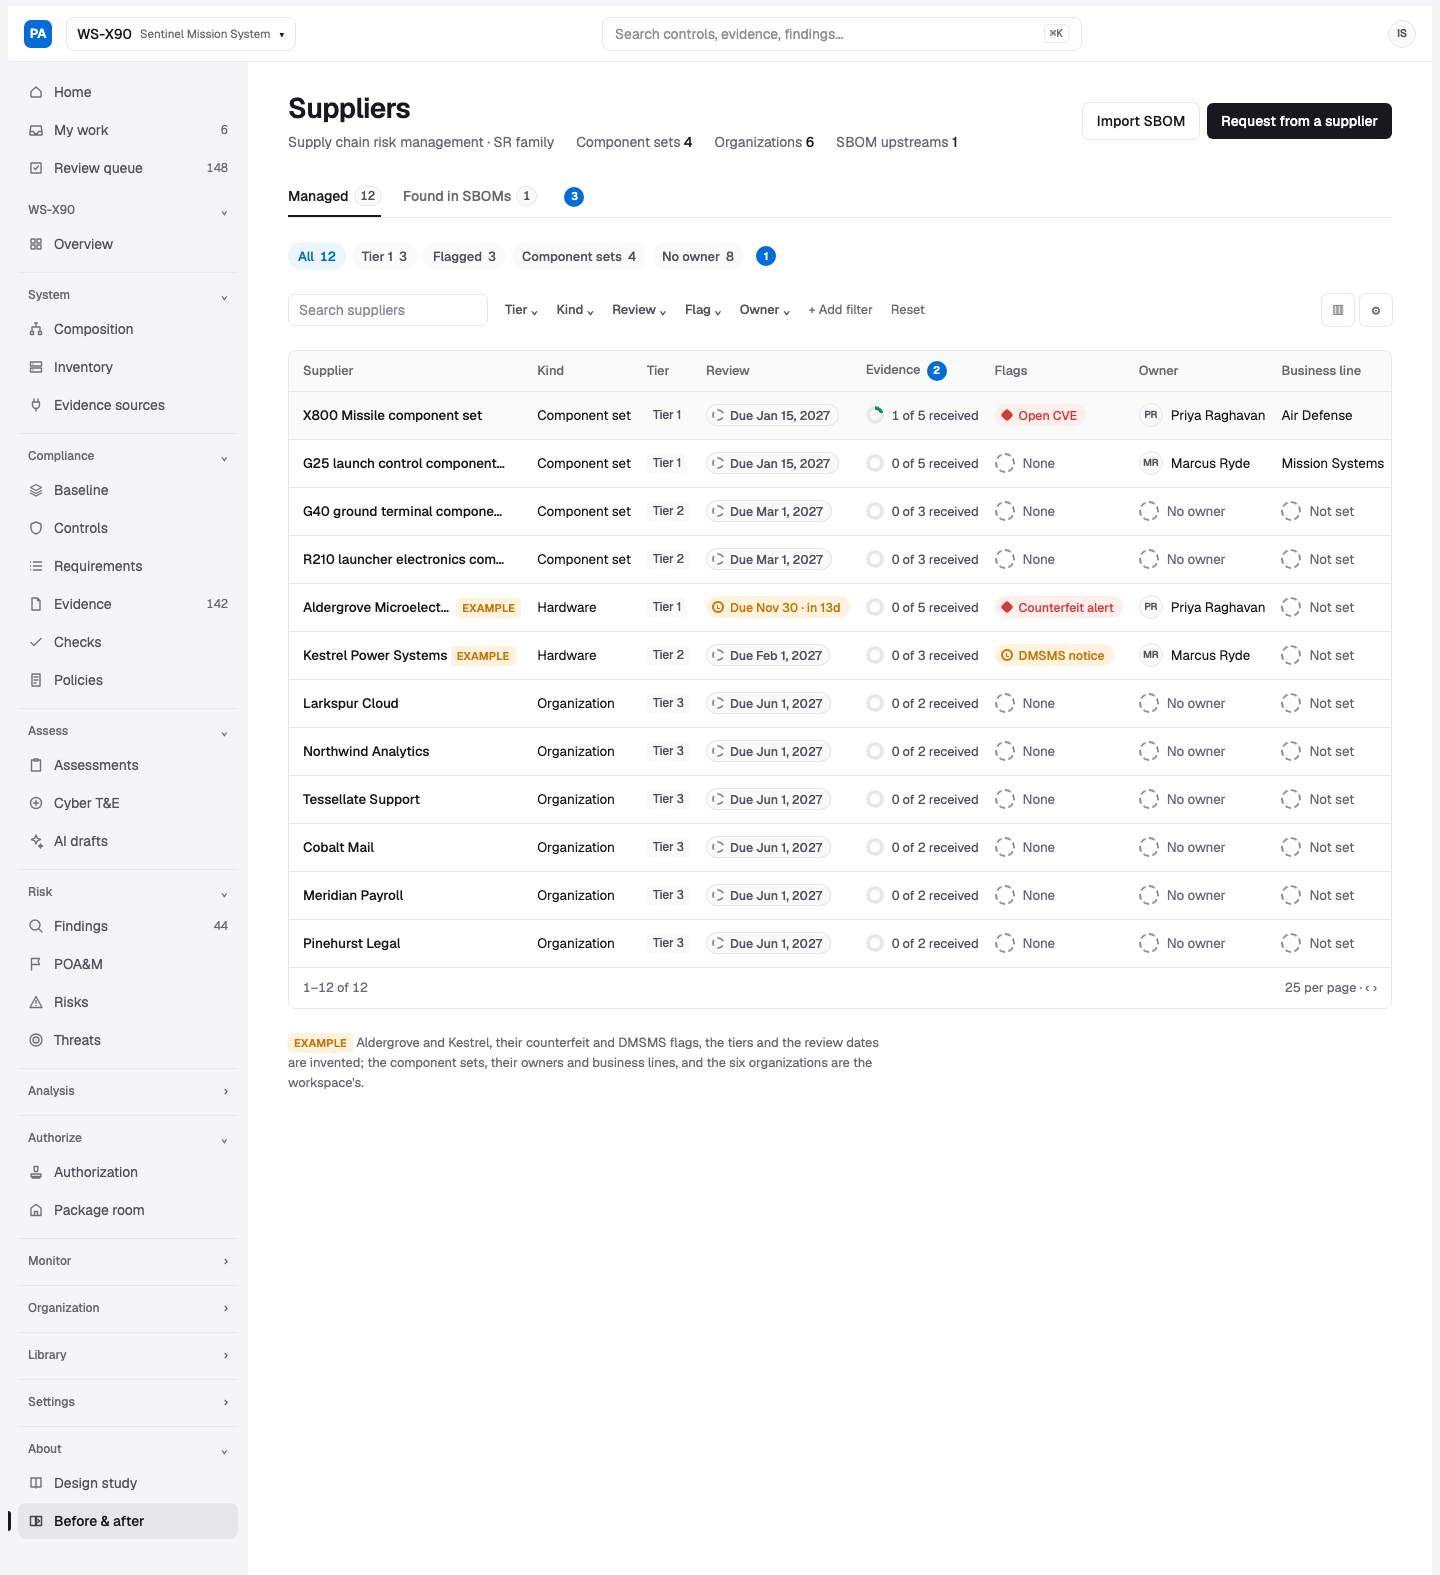 PA WS-X90 Sentinel Mission System Search controls, evidence, findings... ⌘K IS
Home
My work 6
Review queue 148
WS-X90
Overview
System
Composition
Inventory
Evidence sources
Compliance
Baseline
Controls
Requirements
Evidence 142
Checks
Policies
Assess
Assessments
Cyber T&E
AI drafts
Risk
Findings 44
POA&M
Risks
Threats
Analysis
Authorize
Authorization
Package room
Monitor
Organization
Library
Settings
About
Design study
Before & after
Suppliers
Supply chain risk management · SR family Component sets 4 Organizations 6 SBOM upstreams 1
Import SBOM Request from a supplier
Managed 12 Found in SBOMs 1 3
All 12 Tier 1 3 Flagged 3 Component sets 4 No owner 8 1
Search suppliers Tier Kind Review Flag Owner + Add filter Reset
Supplier Kind Tier Review Evidence 2 Flags Owner Business line
X800 Missile component set Component set Tier 1 Due Jan 15, 2027 1 of 5 received Open CVE PR Priya Raghavan Air Defense
G25 launch control component... Component set Tier 1 Due Jan 15, 2027 0 of 5 received None MR Marcus Ryde Mission Systems
G40 ground terminal compone... Component set Tier 2 Due Mar 1, 2027 0 of 3 received None No owner Not set
R210 launcher electronics com... Component set Tier 2 Due Mar 1, 2027 0 of 3 received None No owner Not set
Aldergrove Microelect... EXAMPLE Hardware Tier 1 Due Nov 30 · in 13d 0 of 5 received Counterfeit alert PR Priya Raghavan Not set
Kestrel Power Systems EXAMPLE Hardware Tier 2 Due Feb 1, 2027 0 of 3 received DMSMS notice MR Marcus Ryde Not set
Larkspur Cloud Organization Tier 3 Due Jun 1, 2027 0 of 2 received None No owner Not set
Northwind Analytics Organization Tier 3 Due Jun 1, 2027 0 of 2 received None No owner Not set
Tessellate Support Organization Tier 3 Due Jun 1, 2027 0 of 2 received None No owner Not set
Cobalt Mail Organization Tier 3 Due Jun 1, 2027 0 of 2 received None No owner Not set
Meridian Payroll Organization Tier 3 Due Jun 1, 2027 0 of 2 received None No owner Not set
Pinehurst Legal Organization Tier 3 Due Jun 1, 2027 0 of 2 received None No owner Not set
1–12 of 12 25 per page · ‹ ›
EXAMPLE Aldergrove and Kestrel, their counterfeit and DMSMS flags, the tiers and the review dates
are invented; the component sets, their owners and business lines, and the six organizations are the
workspace's.